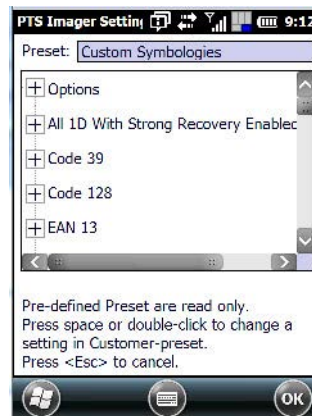 PTS Imager Setting 9:12
Preset: Custom Symbologies
Options
All 1D With Strong Recovery Enabled
Code 39
Code 128
EAN 13
Pre-defined Preset are read only.
Press space or double-click to change a
setting in Customer-preset.
Press <Esc> to cancel.
OK